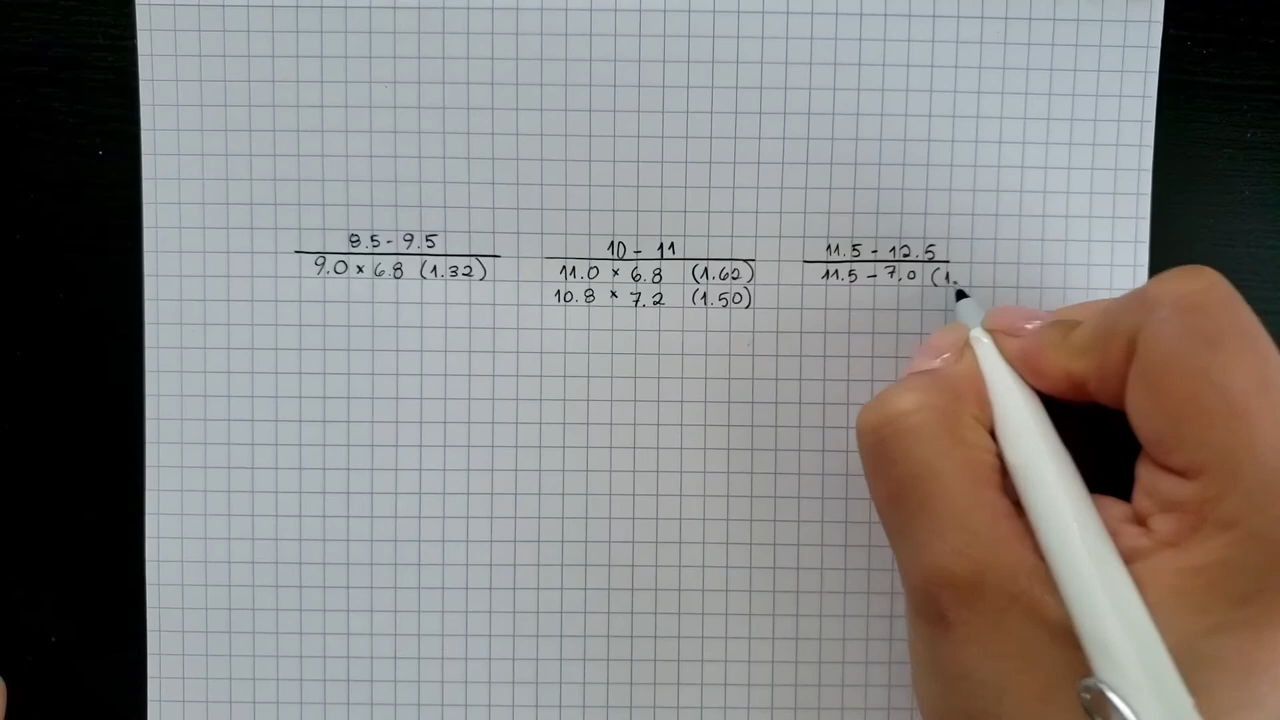 8.5 - 9.5
9.0 × 6.8 (1.32)
10 - 11
11.0 × 6.8 (1.62)
10.8 × 7.2 (1.50)
11.5 - 12.5
11.5 - 7.0 (1.